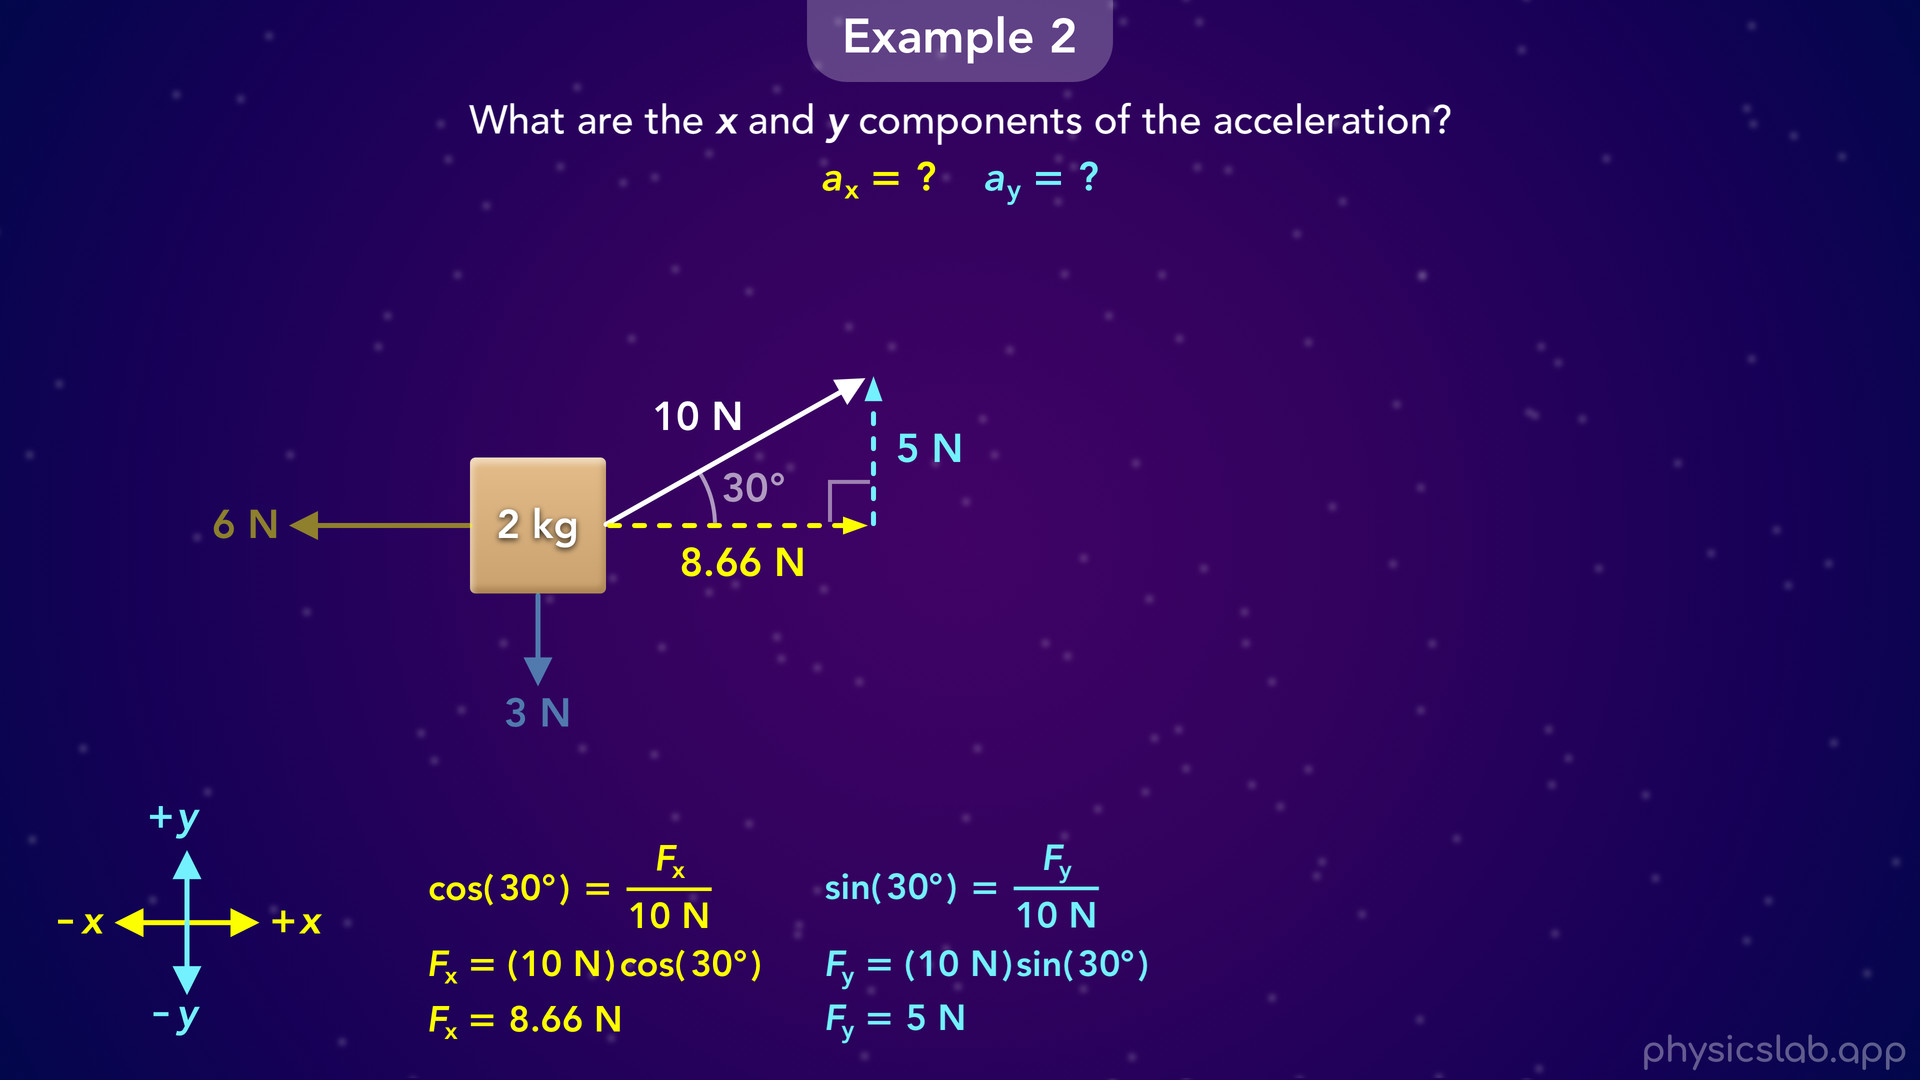 Example 2
What are the x and y components of the acceleration?
ax = ? ay = ?
10 N
5 N
30°
6 N
2 kg
8.66 N
3 N
+y
-x
+x
-y
cos(30°) = Fx / 10 N
Fx = (10 N)cos(30°)
Fx = 8.66 N
sin(30°) = Fy / 10 N
Fy = (10 N)sin(30°)
Fy = 5 N
physicslab.app